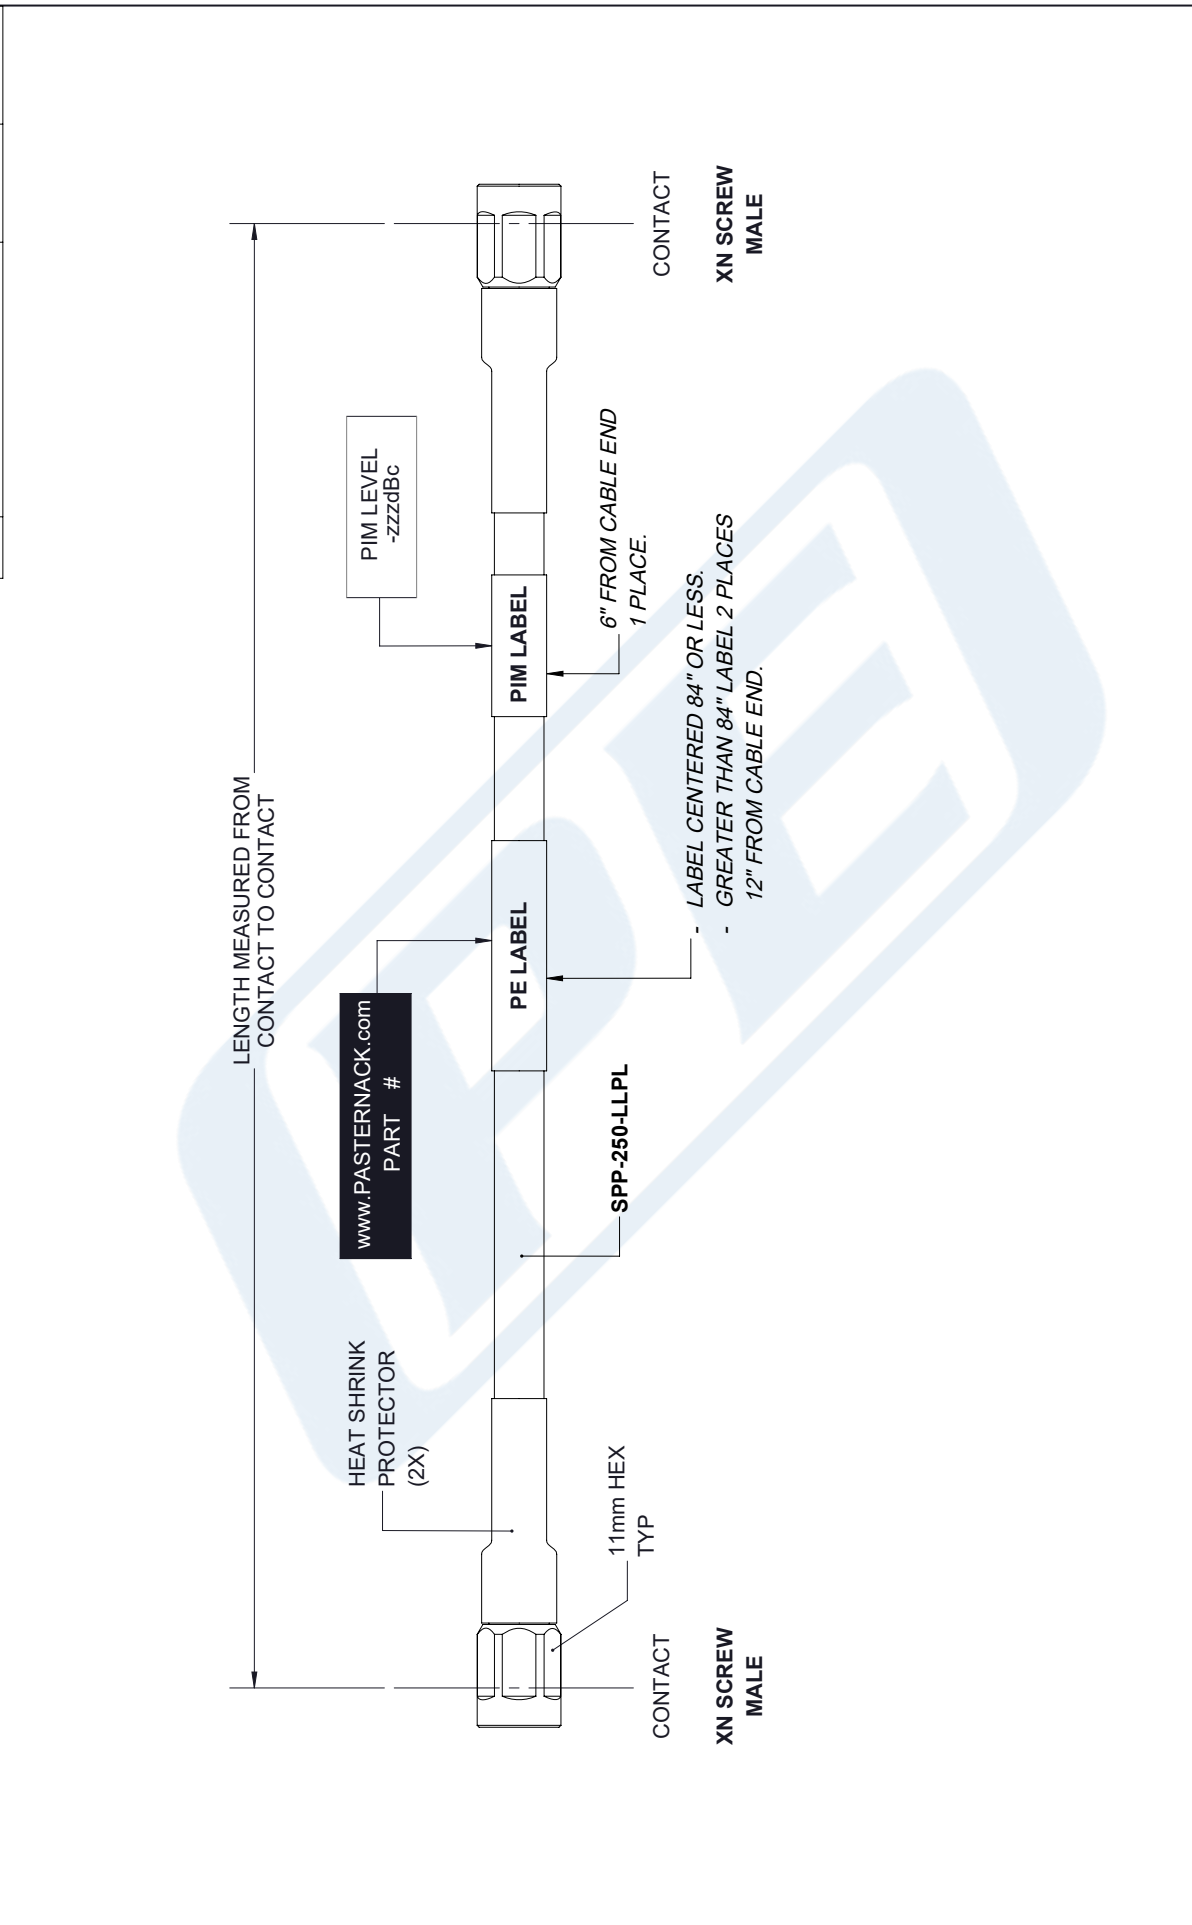 LENGTH MEASURED FROM
CONTACT TO CONTACT
HEAT SHRINK
PROTECTOR
(2X)
www.PASTERNACK.com
PART #
PIM LEVEL
-zzzdBc
PE LABEL
PIM LABEL
11mm HEX
TYP
SPP-250-LLPL
6" FROM CABLE END
1 PLACE.
- LABEL CENTERED 84" OR LESS.
- GREATER THAN 84" LABEL 2 PLACES
12" FROM CABLE END.
CONTACT
XN SCREW
MALE
CONTACT
XN SCREW
MALE
PE